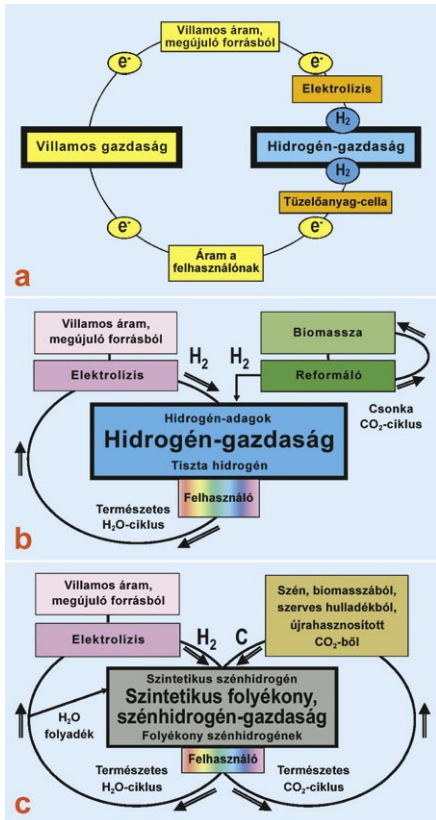 Villamos áram,
megújuló forrásból
e-
e-
Elektrolízis
H2
Villamos gazdaság
Hidrogén-gazdaság
H2
Tüzelőanyag-cella
e-
e-
Áram a
felhasználónak
a
Villamos áram,
megújuló forrásból
Elektrolízis
H2
H2
Biomassza
Reformáló
Csonka
CO2-ciklus
Hidrogén-adagok
Hidrogén-gazdaság
Tiszta hidrogén
Felhasználó
Természetes
H2O-ciklus
b
Villamos áram,
megújuló forrásból
Elektrolízis
H2
C
Szén, biomasszából,
szerves hulladékból,
újrahasznosított
CO2-ből
Szintetikus szénhidrogén
Szintetikus folyékony,
szénhidrogén-gazdaság
Folyékony szénhidrogének
H2O
folyadék
Felhasználó
Természetes
H2O-ciklus
Természetes
CO2-ciklus
c